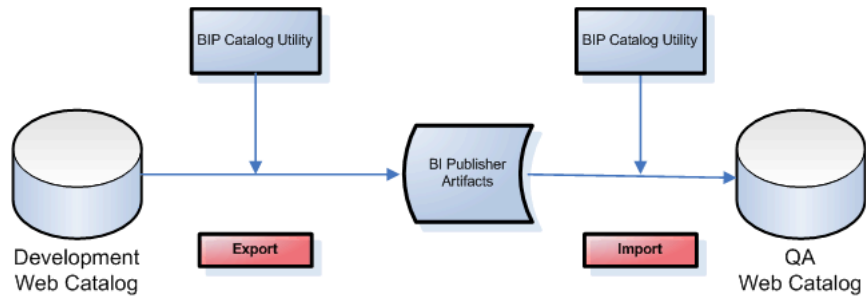 BIP Catalog Utility
BIP Catalog Utility
BI Publisher
Artifacts
Export
Import
Development
Web Catalog
QA
Web Catalog